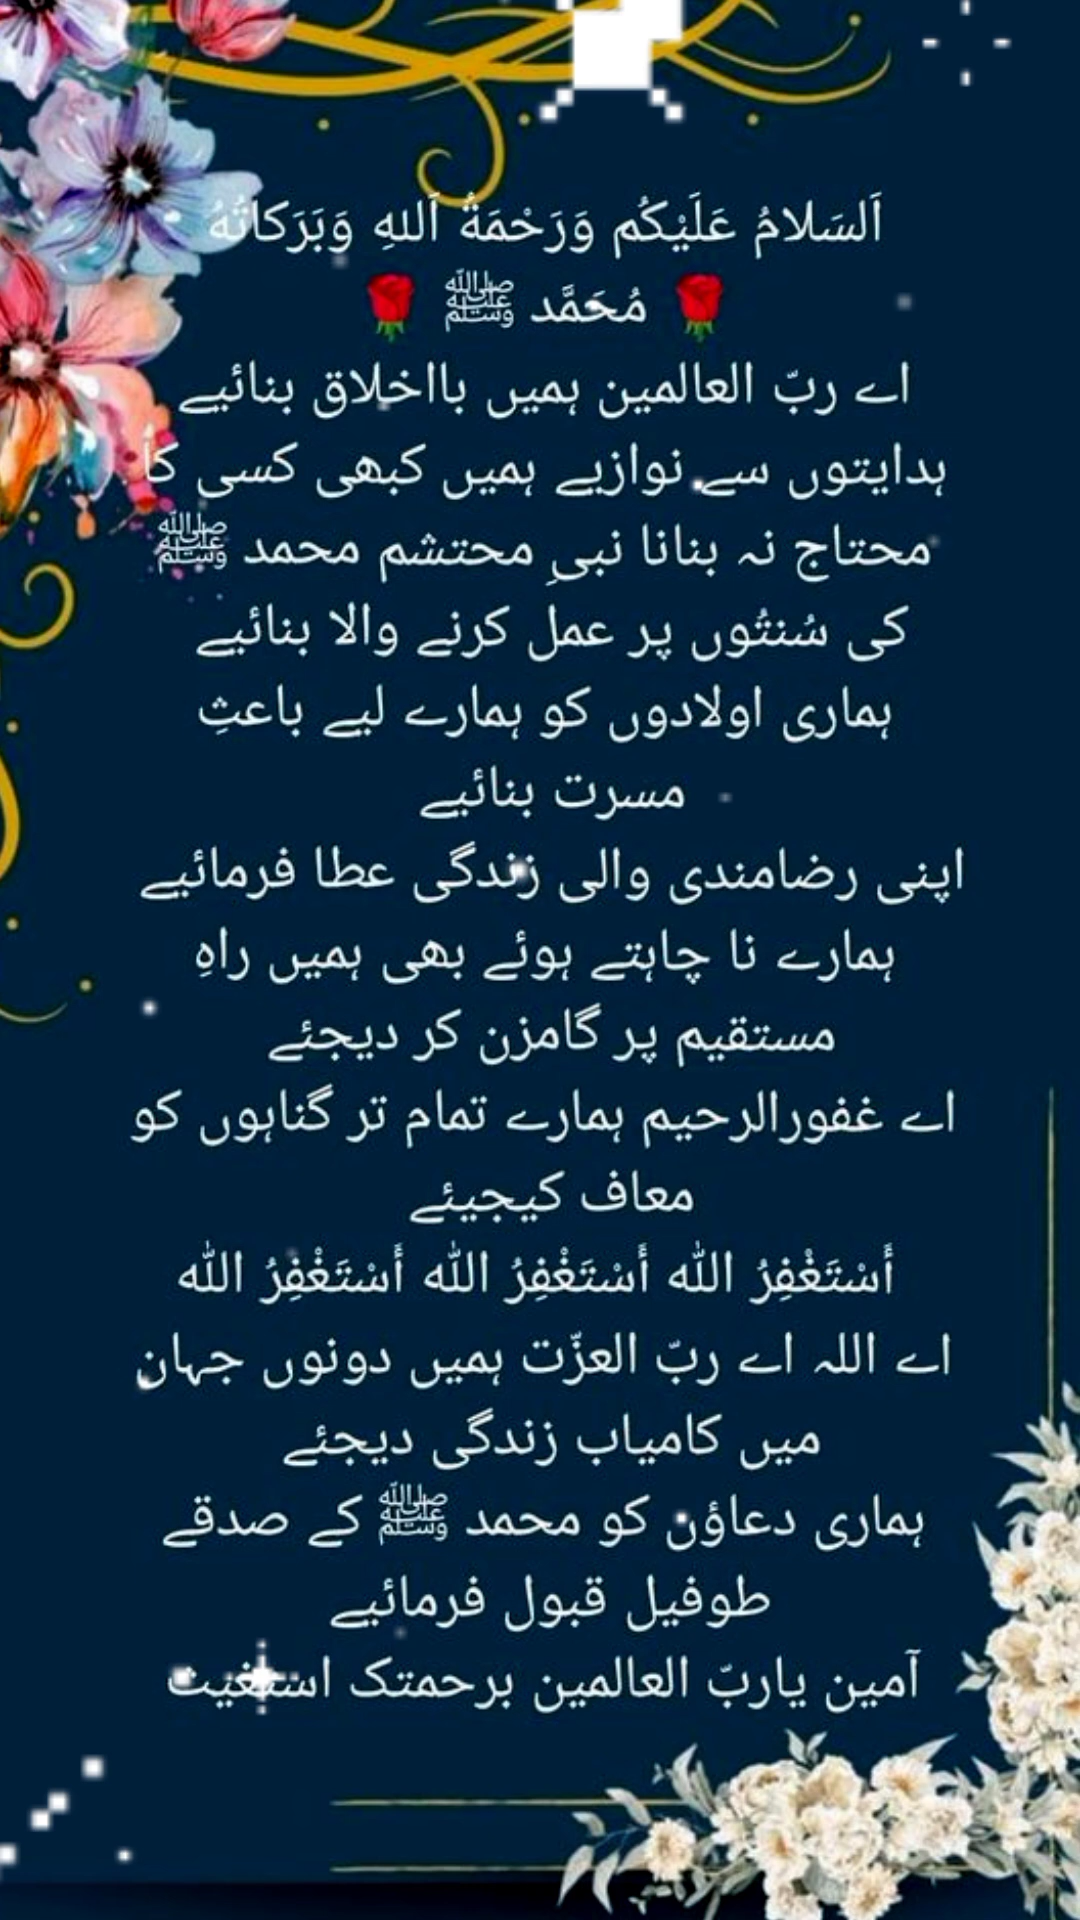 اَلسَلامُ عَلَيْكُم وَرَحْمَةُ اَللهِ وَبَرَكاتُهُ
🌹 مُحَمَّد ﷺ 🌹
اے ربّ العالمین ہمیں بااخلاق بنائیے
ہدایتوں سے نوازیے ہمیں کبھی کسی کا
محتاج نہ بنانا نبیِ محتشم محمد ﷺ
کی سُنتُوں پر عمل کرنے والا بنائیے
ہماری اولادوں کو ہمارے لیے باعثِ
مسرت بنائیے
اپنی رضامندی والی زندگی عطا فرمائیے
ہمارے نا چاہتے ہوئے بھی ہمیں راہِ
مستقیم پر گامزن کر دیجئے
اے غفورالرحیم ہمارے تمام تر گناہوں کو
معاف کیجیئے
أَسْتَغْفِرُ اللّٰه أَسْتَغْفِرُ اللّٰه أَسْتَغْفِرُ اللّٰه
اے اللہ اے ربّ العزّت ہمیں دونوں جہان
میں کامیاب زندگی دیجئے
ہماری دعاؤن کو محمد ﷺ کے صدقے
طوفیل قبول فرمائیے
آمین یاربّ العالمین برحمتک استغیث